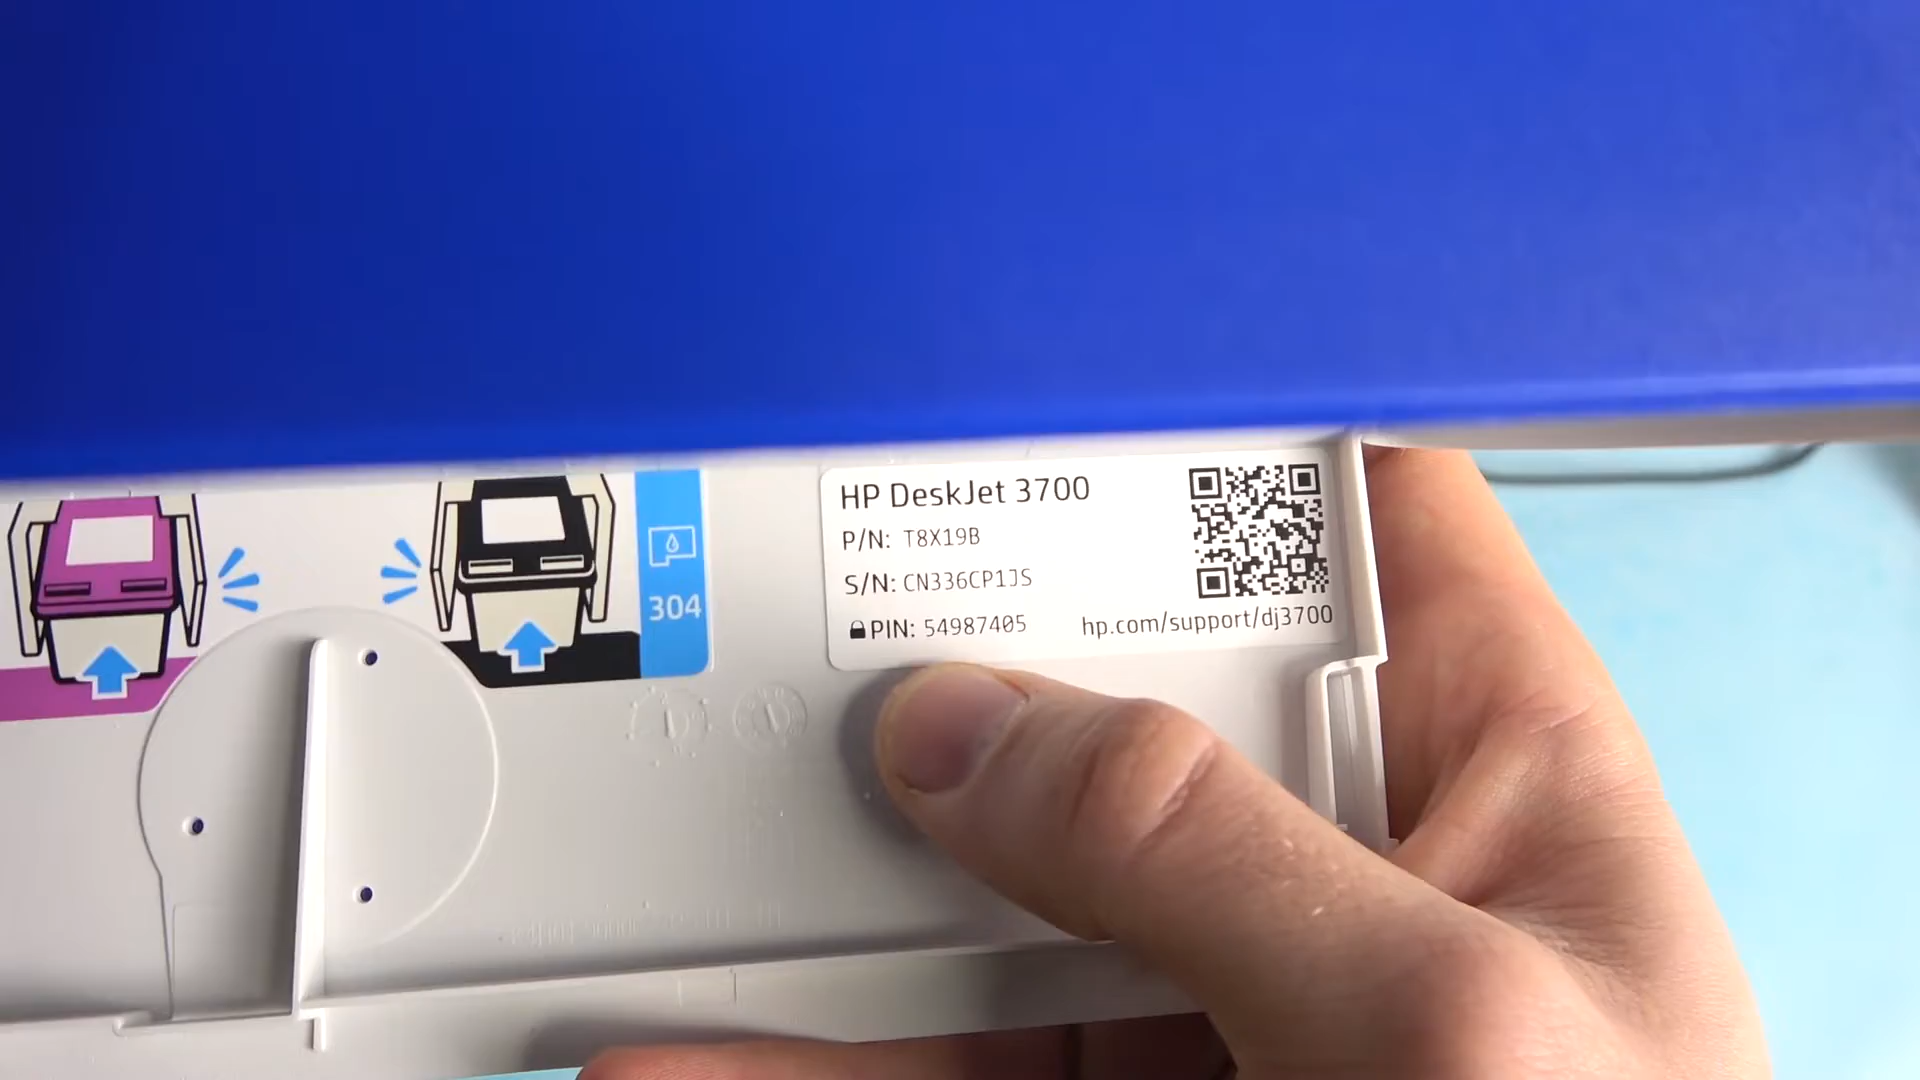 304
HP DeskJet 3700
P/N: T8X19B
S/N: CN336CP1JS
PIN: 54987405
hp.com/support/dj3700